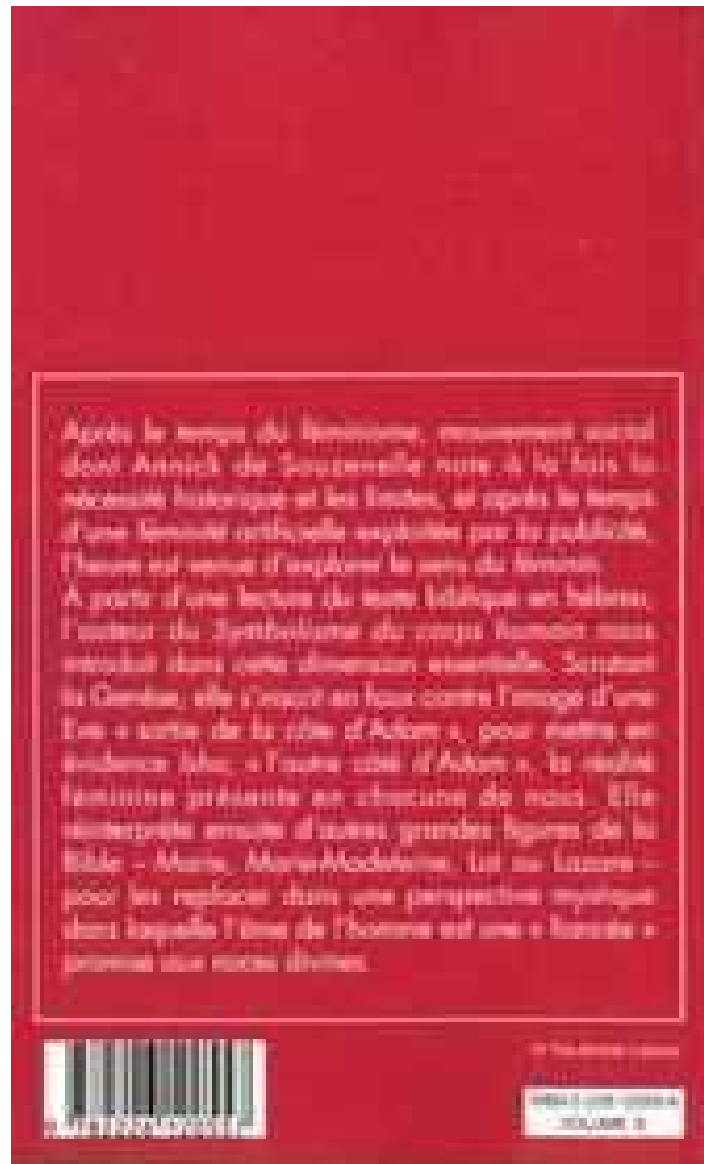 Après le temps du féminisme, mouvement social
dont Annick de Souzenelle note à la fois la
nécessité historique et les limites, et après le temps
d'une féminité artificielle exploitée par la publicité,
l'heure est venue d'explorer le sens du féminin.
À partir d'une lecture du texte biblique en hébreu,
l'auteur du Symbolisme du corps humain nous
introduit dans cette dimension essentielle. Scrutant
la Genèse, elle s'inscrit en faux contre l'image d'une
Eve « sortie de la côte d'Adam », pour mettre en
évidence Isha, « l'autre côté d'Adam », la réalité
féminine présente en chacune de nous. Elle
réinterprète ensuite d'autres grandes figures de la
Bible – Marie, Marie-Madeleine, Lot ou Lazare –
pour les replacer dans une perspective mystique
dans laquelle l'âme de l'homme est une « fiancée »
promise aux noces divines.
VOLUME